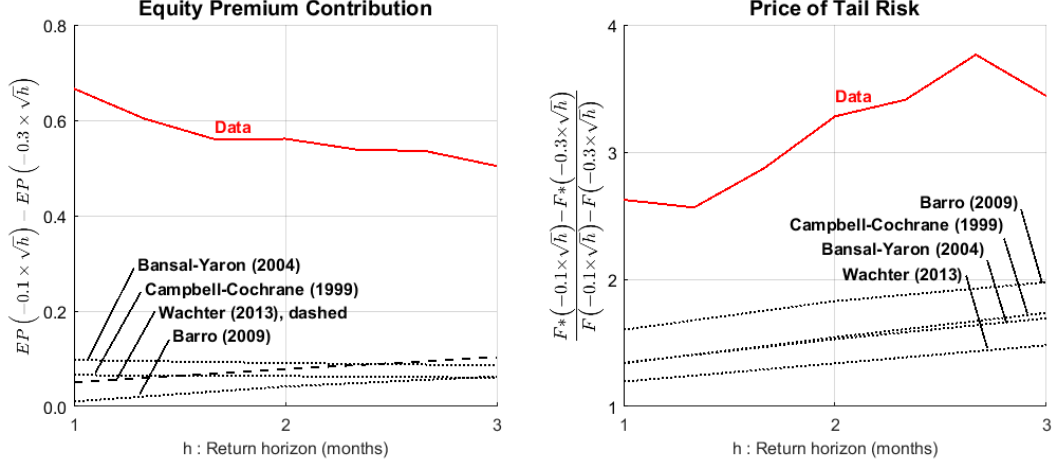 Equity Premium Contribution
0.8
0.6
0.4
0.2
0.0
EP (−0.1 × √h) − EP (−0.3 × √h)
Data
Bansal-Yaron (2004)
Campbell-Cochrane (1999)
Wachter (2013), dashed
Barro (2009)
1
2
3
h : Return horizon (months)
Price of Tail Risk
4
3
2
1
F*(−0.1×√h)−F*(−0.3×√h)
F(−0.1×√h)−F(−0.3×√h)
Data
Barro (2009)
Campbell-Cochrane (1999)
Bansal-Yaron (2004)
Wachter (2013)
1
2
3
h : Return horizon (months)